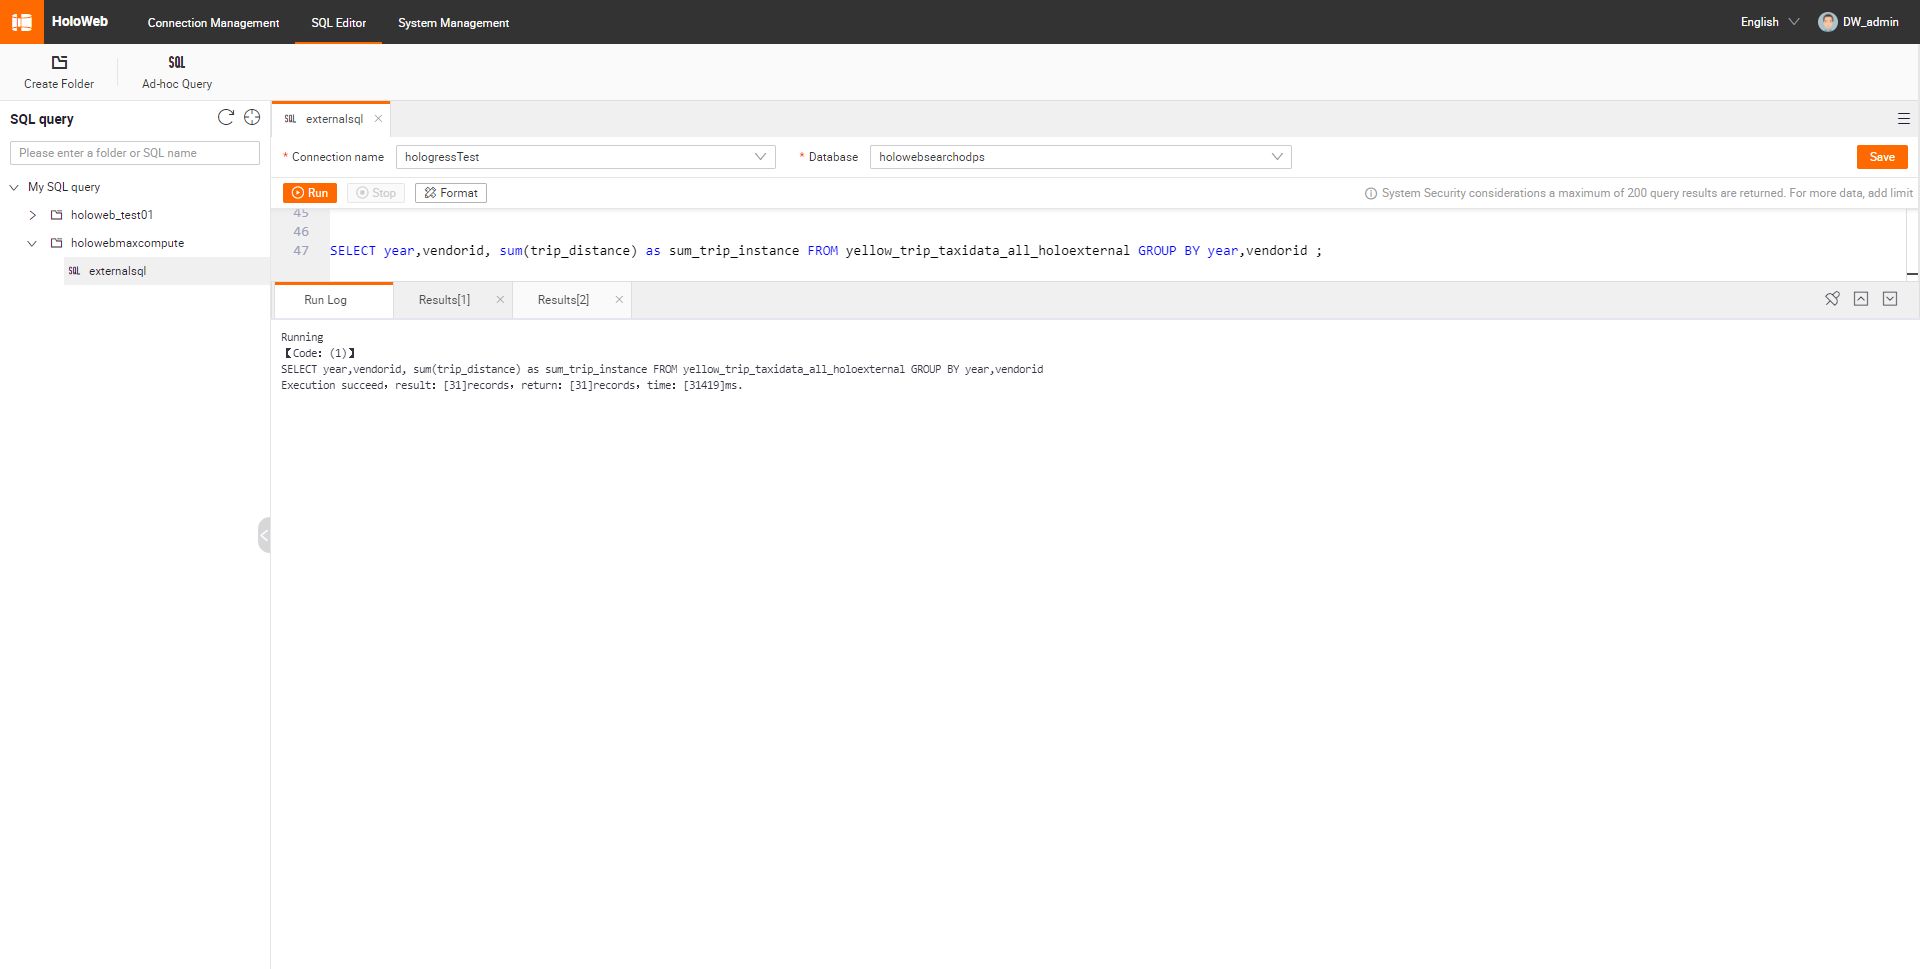 HoloWeb
Connection Management
SQL Editor
System Management
English
DW_admin
Create Folder
SQL
Ad-hoc Query
SQL query
Please enter a folder or SQL name
My SQL query
holoweb_test01
holowebmaxcompute
SQL externalsql
SQL externalsql
* Connection name hologressTest * Database holowebsearchodps Save
Run Stop Format System Security considerations a maximum of 200 query results are returned. For more data, add limit
45
46
47 SELECT year,vendorid, sum(trip_distance) as sum_trip_instance FROM yellow_trip_taxidata_all_holoexternal GROUP BY year,vendorid ;
Run Log Results[1] Results[2]
Running
【Code: (1)】
SELECT year,vendorid, sum(trip_distance) as sum_trip_instance FROM yellow_trip_taxidata_all_holoexternal GROUP BY year,vendorid
Execution succeed，result: [31]records，return: [31]records，time: [31419]ms.